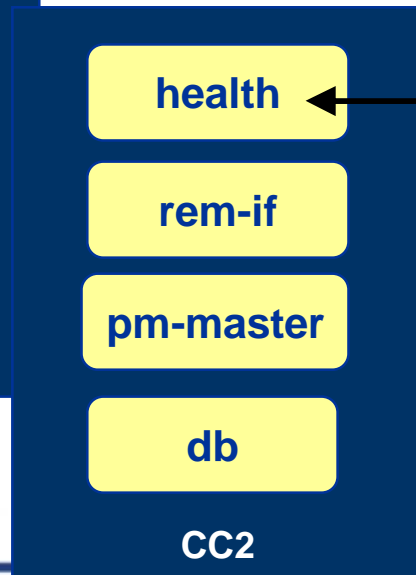 health
rem-if
pm-master
db
CC2